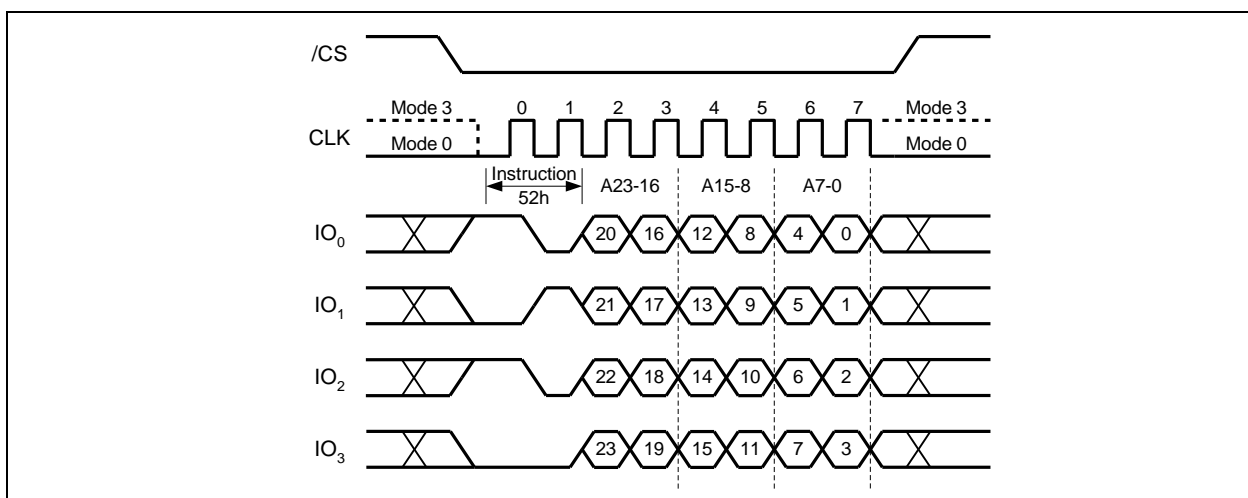 /CS
Mode 3 0 1 2 3 4 5 6 7 Mode 3
CLK Mode 0 Mode 0
Instruction
52h A23-16 A15-8 A7-0
IO0 20 16 12 8 4 0
IO1 21 17 13 9 5 1
IO2 22 18 14 10 6 2
IO3 23 19 15 11 7 3